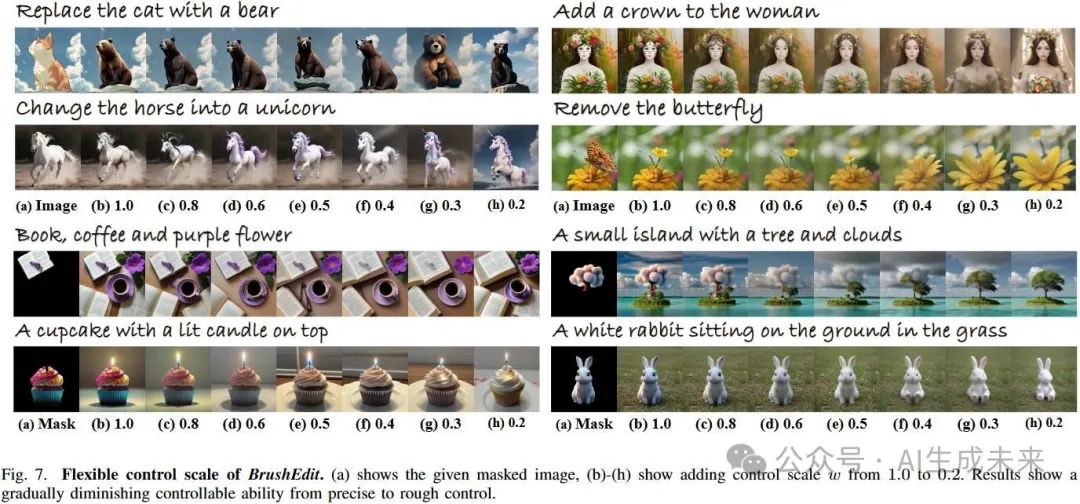 Replace the cat with a bear
Add a crown to the woman
Change the horse into a unicorn
Remove the butterfly
(a) Image (b) 1.0 (c) 0.8 (d) 0.6 (e) 0.5 (f) 0.4 (g) 0.3 (h) 0.2
(a) Image (b) 1.0 (c) 0.8 (d) 0.6 (e) 0.5 (f) 0.4 (g) 0.3 (h) 0.2
Book, coffee and purple flower
A small island with a tree and clouds
A cupcake with a lit candle on top
A white rabbit sitting on the ground in the grass
(a) Mask (b) 1.0 (c) 0.8 (d) 0.6 (e) 0.5 (f) 0.4 (g) 0.3 (h) 0.2
(a) Mask (b) 1.0 (c) 0.8 (d) 0.6 (e) 0.5 (f) 0.4 (g) 0.3 (h) 0.2
公众号 · AI生成未来
Fig. 7. Flexible control scale of BrushEdit. (a) shows the given masked image, (b)-(h) show adding control scale w from 1.0 to 0.2. Results show a
gradually diminishing controllable ability from precise to rough control.